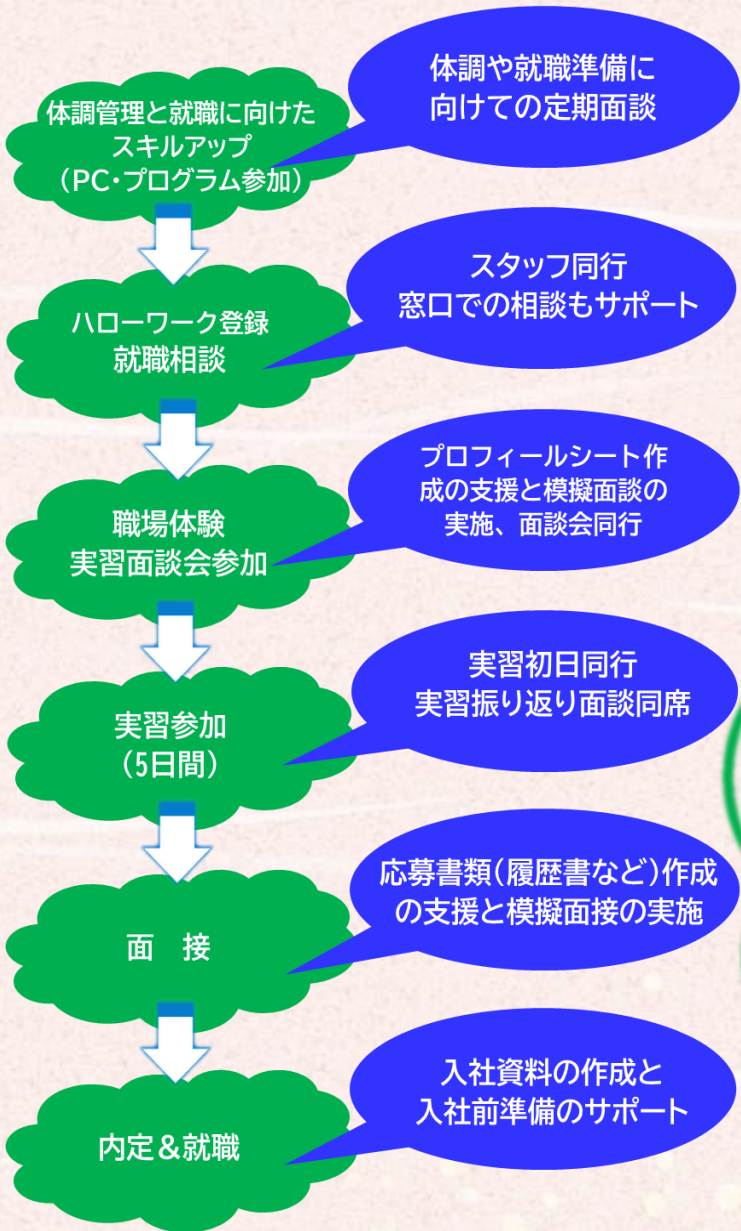 体調管理と就職に向けた
スキルアップ
（PC・プログラム参加）
体調や就職準備に
向けての定期面談
ハローワーク登録
就職相談
スタッフ同行
窓口での相談もサポート
職場体験
実習面談会参加
プロフィールシート作
成の支援と模擬面談の
実施、面談会同行
実習参加
（5日間）
実習初日同行
実習振り返り面談同席
面　接
応募書類（履歴書など）作成
の支援と模擬面接の実施
内定＆就職
入社資料の作成と
入社前準備のサポート